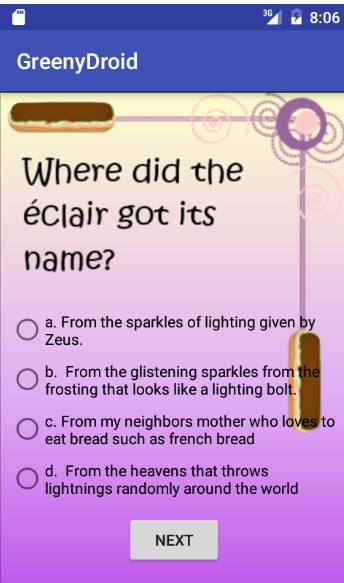 3G 8:06
GreenyDroid
Where did the
éclair got its
name?
a. From the sparkles of lighting given by
Zeus.
b. From the glistening sparkles from the
frosting that looks like a lighting bolt.
c. From my neighbors mother who loves to
eat bread such as french bread
d. From the heavens that throws
lightnings randomly around the world
NEXT